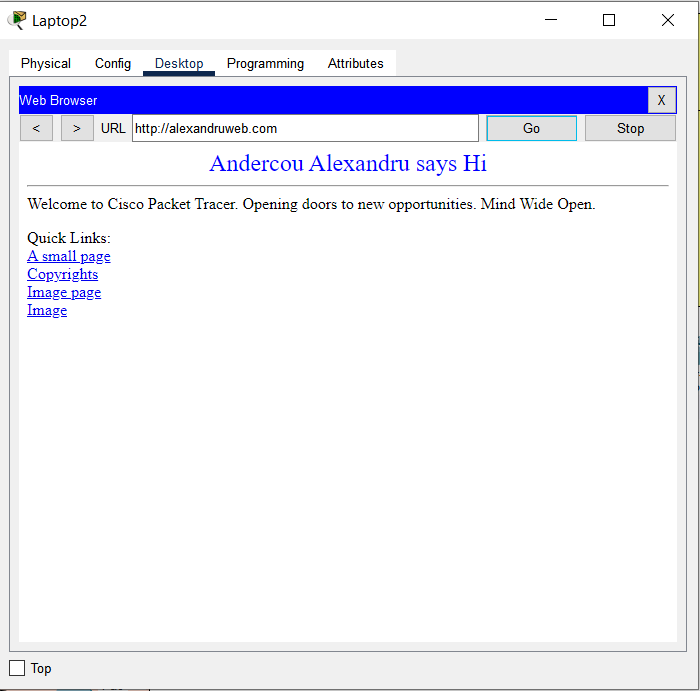 Laptop2
Physical Config Desktop Programming Attributes
Web Browser X
< > URL http://alexandruweb.com Go Stop
Andercou Alexandru says Hi
Welcome to Cisco Packet Tracer. Opening doors to new opportunities. Mind Wide Open.
Quick Links:
A small page
Copyrights
Image page
Image
Top